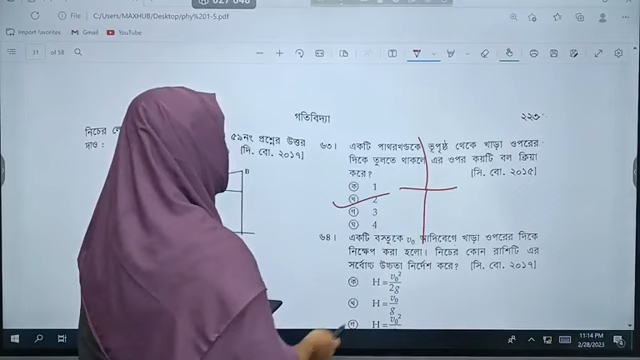 File
C:/Users/MAXHUB/Desktop/phy%201-5.pdf
Import favorites
Gmail
YouTube
31
of 58
গতিবিদ্যা
২২৩
নিচের
৫৯নং প্রশ্নের উত্তর
দাও :
[দি. বো. ২০১৭]
B
৬৩। একটি পাথরখন্ডকে ভূপৃষ্ঠ থেকে খাড়া ওপরের
দিকে তুলতে থাকলে এর ওপর কয়টি বল ক্রিয়া
করে? [সি. বো. ২০১৫]
ক 1
খ 2
গ 3
ঘ 4
৬৪। একটি বস্তুকে v₀ আদিবেগে খাড়া ওপরের দিকে
নিক্ষেপ করা হলো। নিচের কোন রাশিটি এর
সর্বোচ্চ উচ্চতা নির্দেশ করে? [সি. বো. ২০১৭]
ক H = v₀²/2g
খ H = v₀/g
গ H = v₀²
11:14 PM
2/28/2023